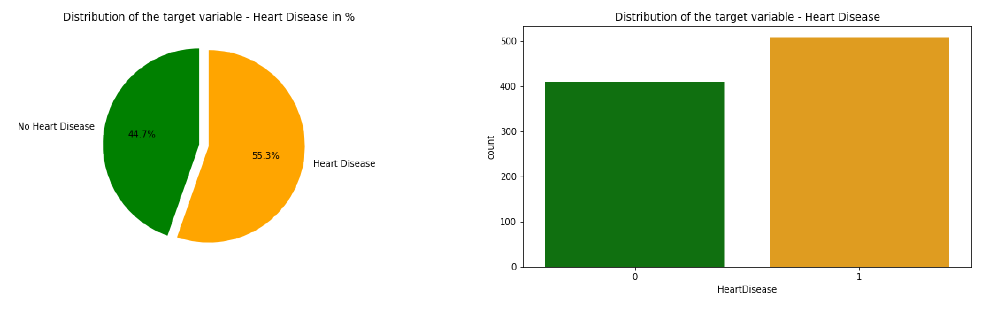 Distribution of the target variable - Heart Disease in %
No Heart Disease
44.7%
55.3%
Heart Disease
Distribution of the target variable - Heart Disease
500
400
300
200
100
0
count
0
1
HeartDisease